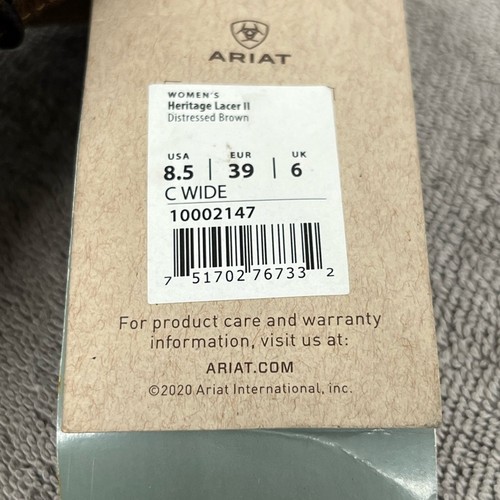 ARIAT
WOMEN'S
Heritage Lacer II
Distressed Brown
USA | EUR | UK
8.5 | 39 | 6
C WIDE
10002147
7 51702 76733 2
For product care and warranty
information, visit us at:
ARIAT.COM
©2020 Ariat International, inc.